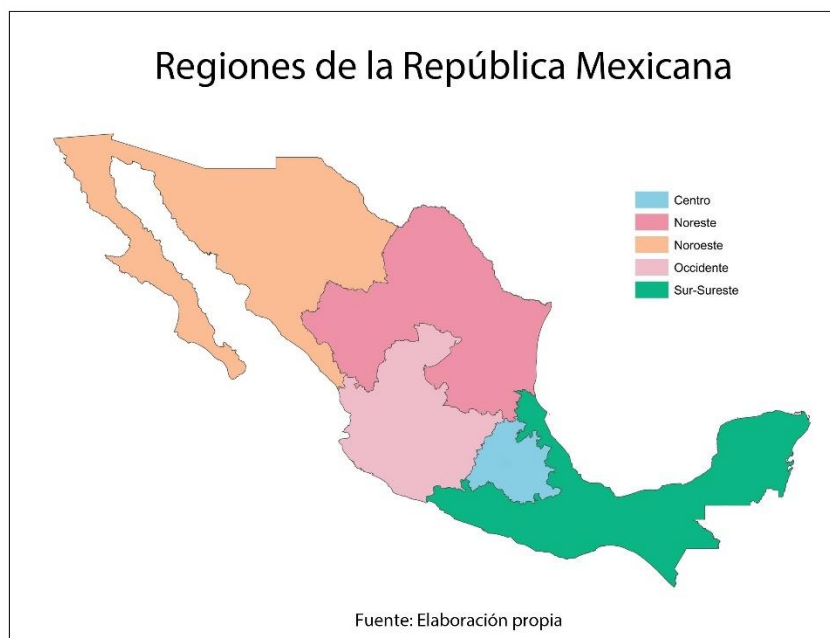 Regiones de la República Mexicana
Centro
Noreste
Noroeste
Occidente
Sur-Sureste
Fuente: Elaboración propia